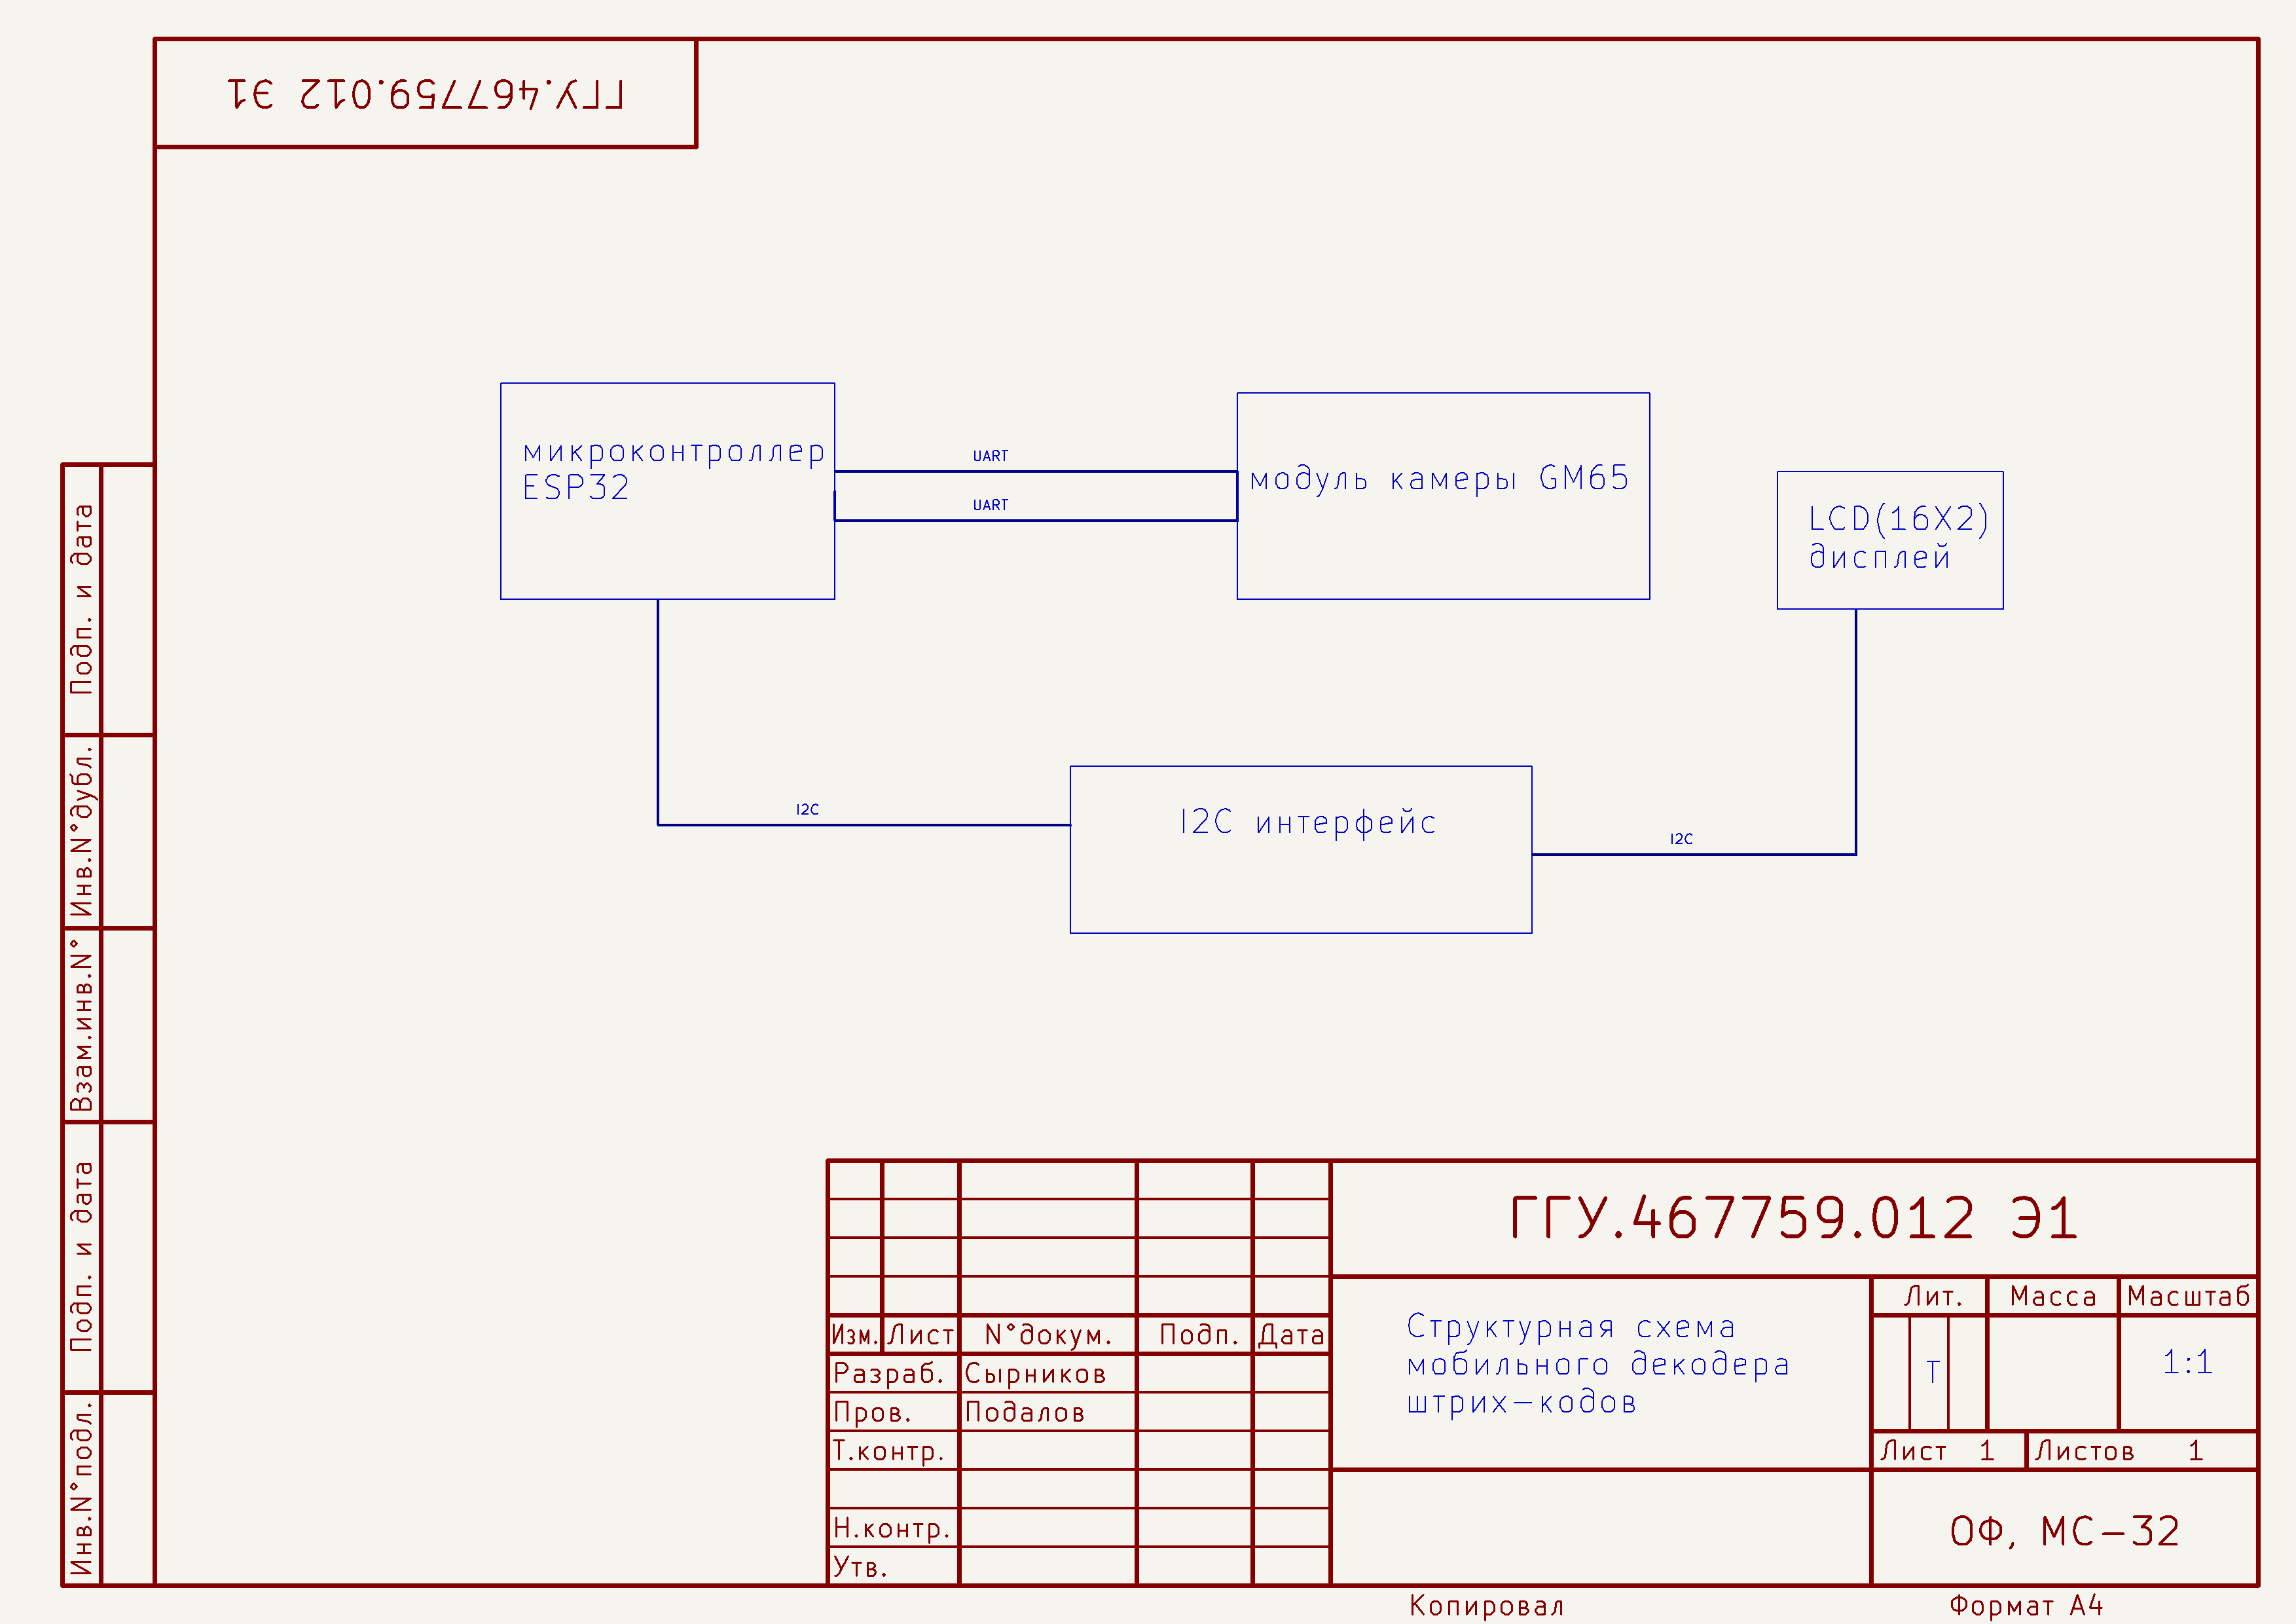 ГГУ.467759.012 Э1
микроконтроллер
ESP32
UART
UART
модуль камеры GM65
LCD(16X2)
дисплей
I2C
I2C интерфейс
I2C
Подп. и дата
Инв.N°дубл.
Взам.инв.N°
Подп. и дата
Инв.N°подл.
ГГУ.467759.012 Э1
Изм. Лист N°докум. Подп. Дата
Разраб. Сырников
Пров. Подалов
Т.контр.
Н.контр.
Утв.
Структурная схема
мобильного декодера
штрих-кодов
Лит. Масса Масштаб
Т 1:1
Лист 1 Листов 1
ОФ, МС-32
Копировал Формат А4